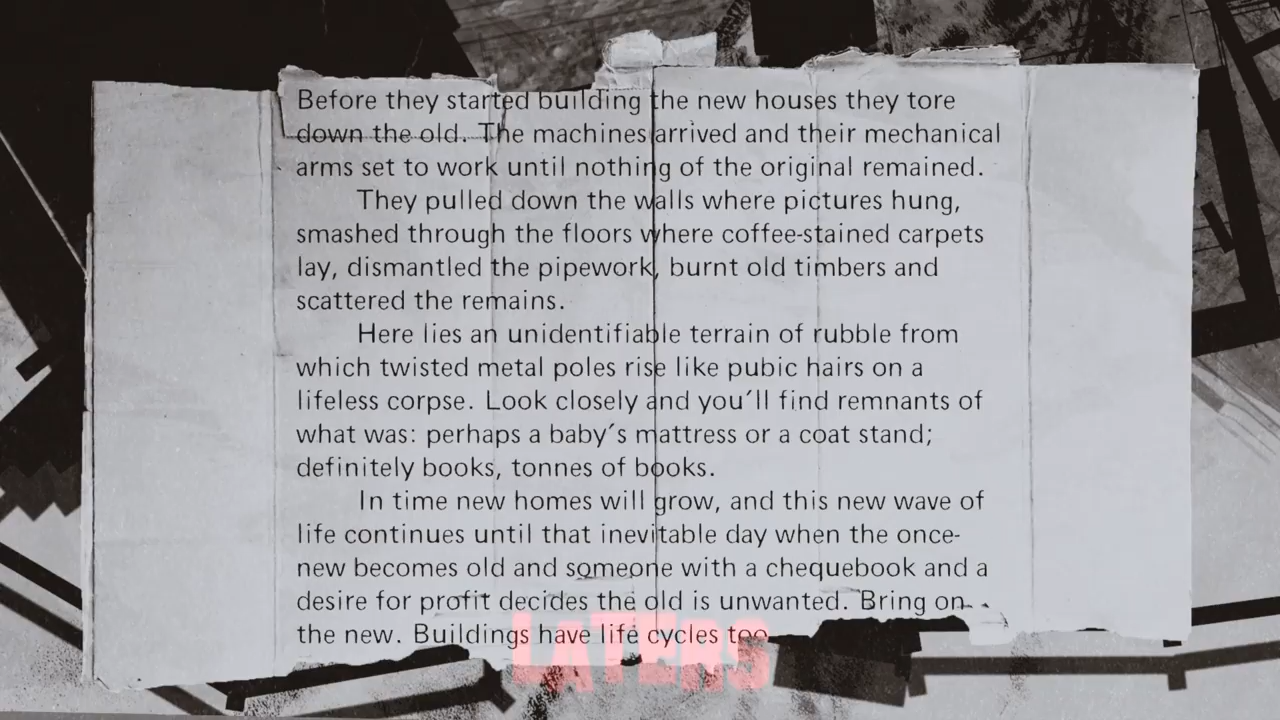 Before they started building the new houses they tore
down the old. The machines arrived and their mechanical
arms set to work until nothing of the original remained.
They pulled down the walls where pictures hung,
smashed through the floors where coffee-stained carpets
lay, dismantled the pipework, burnt old timbers and
scattered the remains.
Here lies an unidentifiable terrain of rubble from
which twisted metal poles rise like pubic hairs on a
lifeless corpse. Look closely and you´ll find remnants of
what was: perhaps a baby´s mattress or a coat stand;
definitely books, tonnes of books.
In time new homes will grow, and this new wave of
life continues until that inevitable day when the once-
new becomes old and someone with a chequebook and a
desire for profit decides the old is unwanted. Bring on
the new. Buildings have life cycles too
LATERS